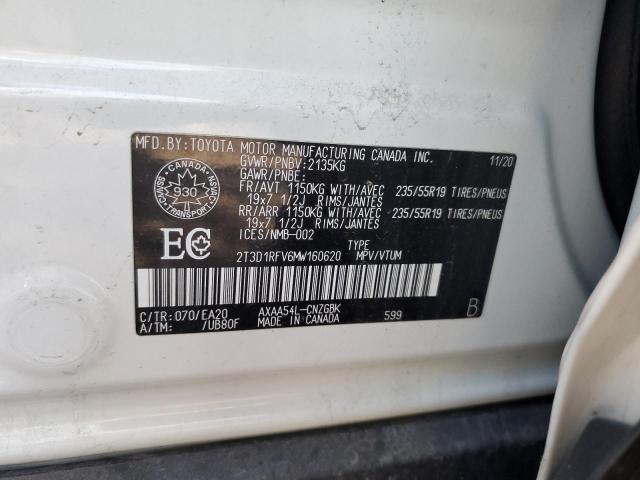 MFD.BY:TOYOTA MOTOR MANUFACTURING CANADA INC. 11/20
GVWR/PNBV:2135KG
GAWR/PNBE:
FR/AVT 1150KG WITH/AVEC 235/55R19 TIRES/PNEUS
19x7 1/2J RIMS/JANTES
RR/ARR 1150KG WITH/AVEC 235/55R19 TIRES/PNEUS
19x7 1/2J RIMS/JANTES
ICES/NMB-002 TYPE
2T3D1RFV6MW160620 MPV/VTUM
CANADA
CMVSS NSVAC
930
TRANSPORT
EC
C/TR:070/EA20 AXAA54L-CNZGBK
A/TM: /UB80F MADE IN CANADA 599 B